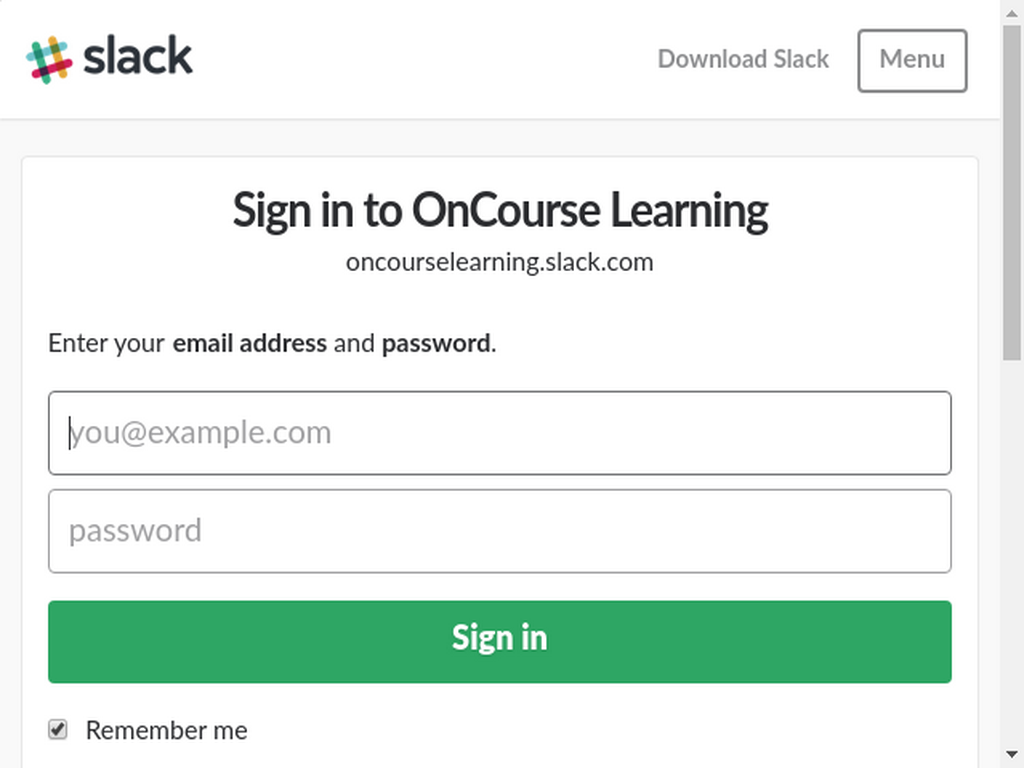 slack
Download Slack
Menu
Sign in to OnCourse Learning
oncourselearning.slack.com
Enter your email address and password.
you@example.com
password
Sign in
Remember me